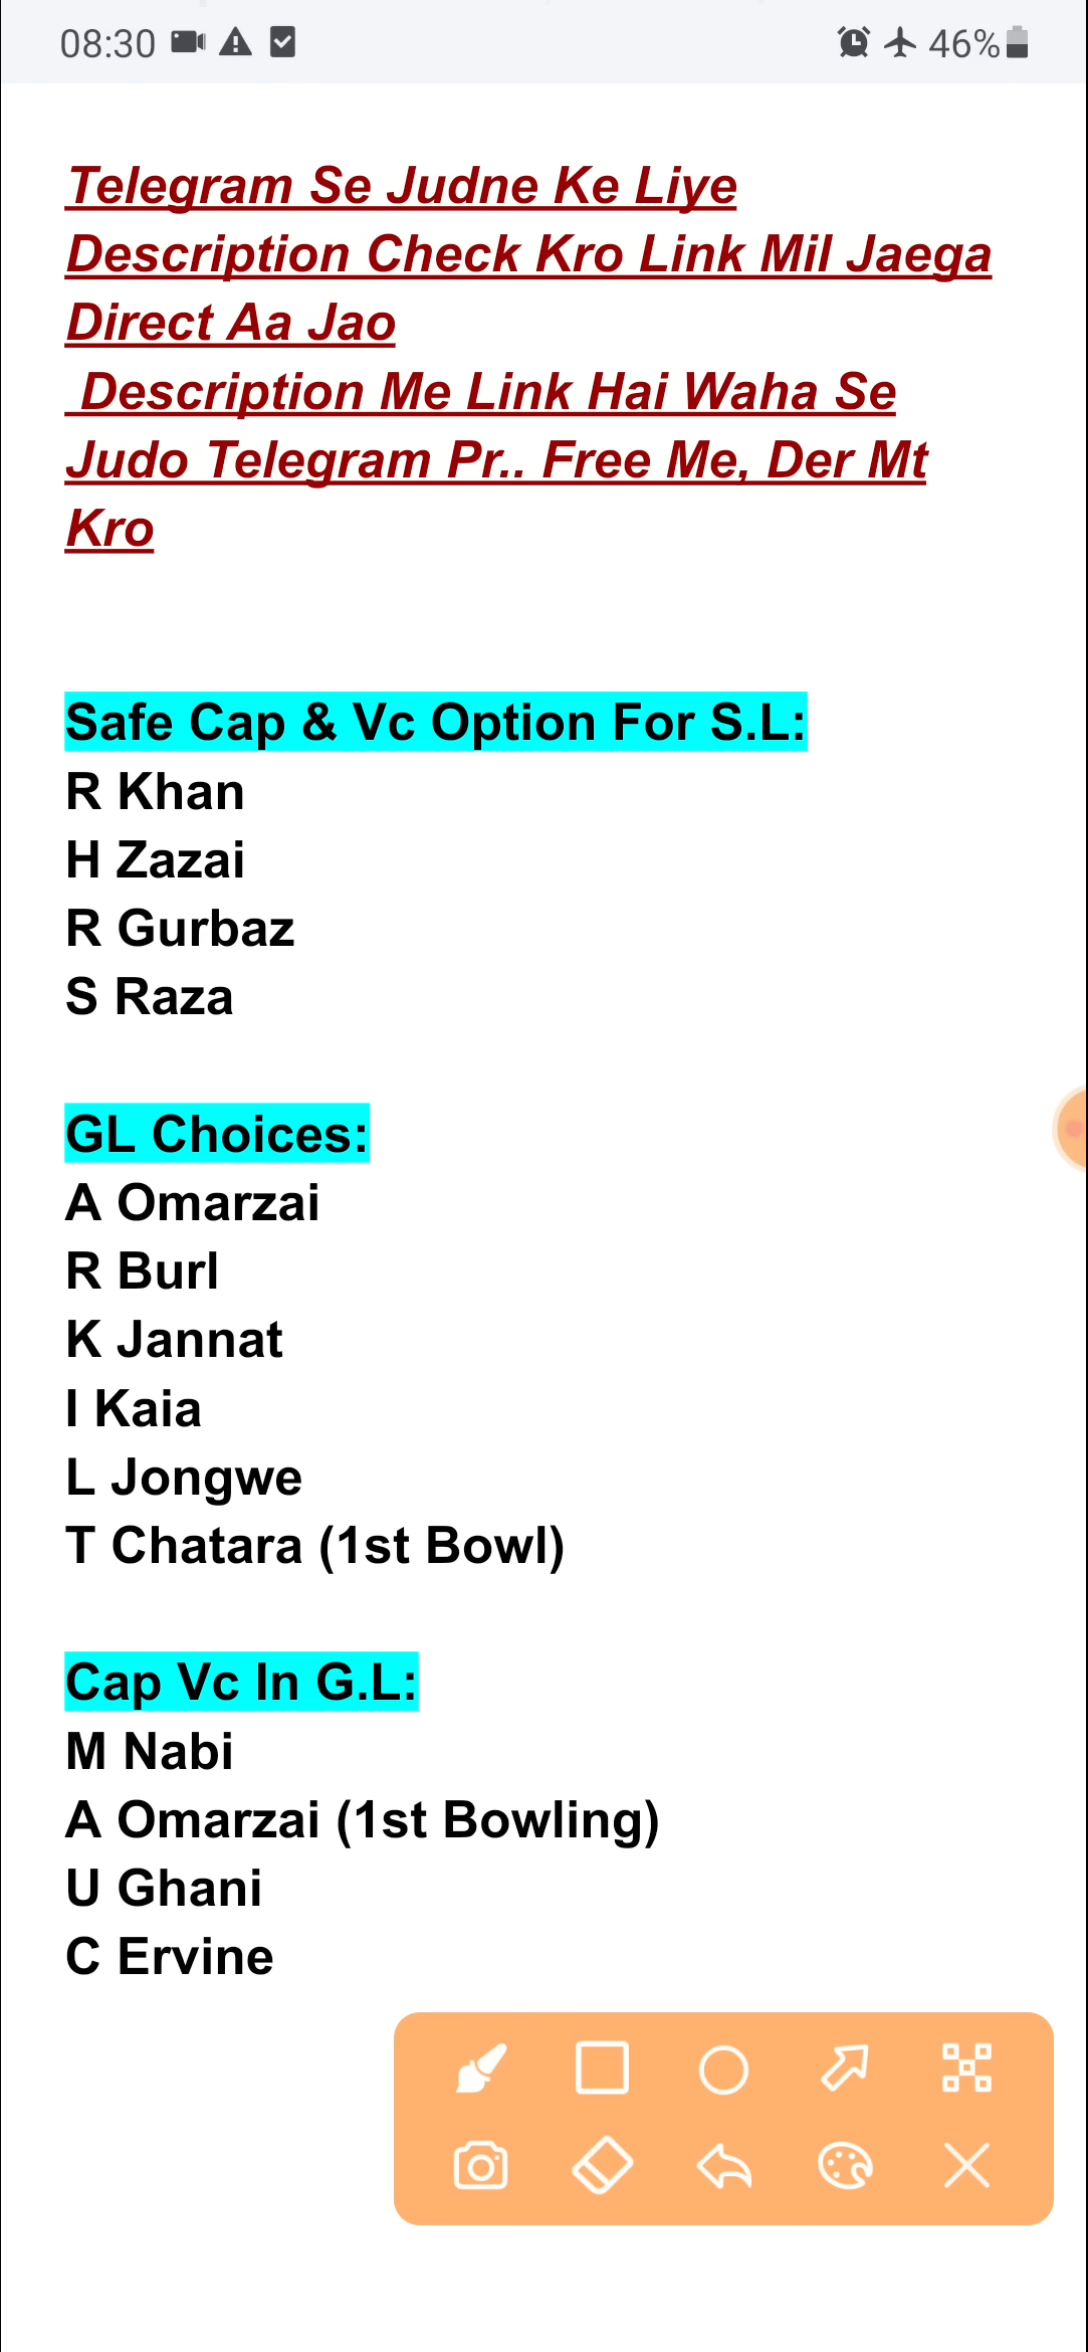 08:30
46%
Telegram Se Judne Ke Liye
Description Check Kro Link Mil Jaega
Direct Aa Jao
Description Me Link Hai Waha Se
Judo Telegram Pr.. Free Me, Der Mt
Kro
Safe Cap & Vc Option For S.L:
R Khan
H Zazai
R Gurbaz
S Raza
GL Choices:
A Omarzai
R Burl
K Jannat
I Kaia
L Jongwe
T Chatara (1st Bowl)
Cap Vc In G.L:
M Nabi
A Omarzai (1st Bowling)
U Ghani
C Ervine